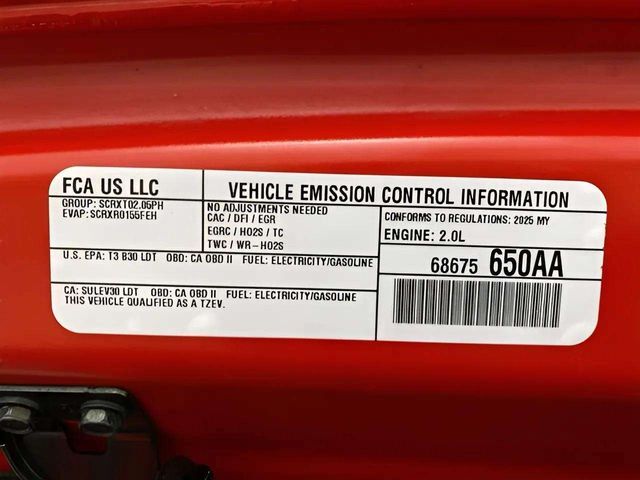 FCA US LLC
GROUP: SCRXT02.05PH
EVAP: SCRXR0155FEH
VEHICLE EMISSION CONTROL INFORMATION
NO ADJUSTMENTS NEEDED
CAC / DFI / EGR
EGRC / HO2S / TC
TWC / WR-HO2S
CONFORMS TO REGULATIONS: 2025 MY
ENGINE: 2.0L
U.S. EPA: T3 B30 LDT OBD: CA OBD II FUEL: ELECTRICITY/GASOLINE
68675 650AA
CA: SULEV30 LDT OBD: CA OBD II FUEL: ELECTRICITY/GASOLINE
THIS VEHICLE QUALIFIED AS A TZEV.